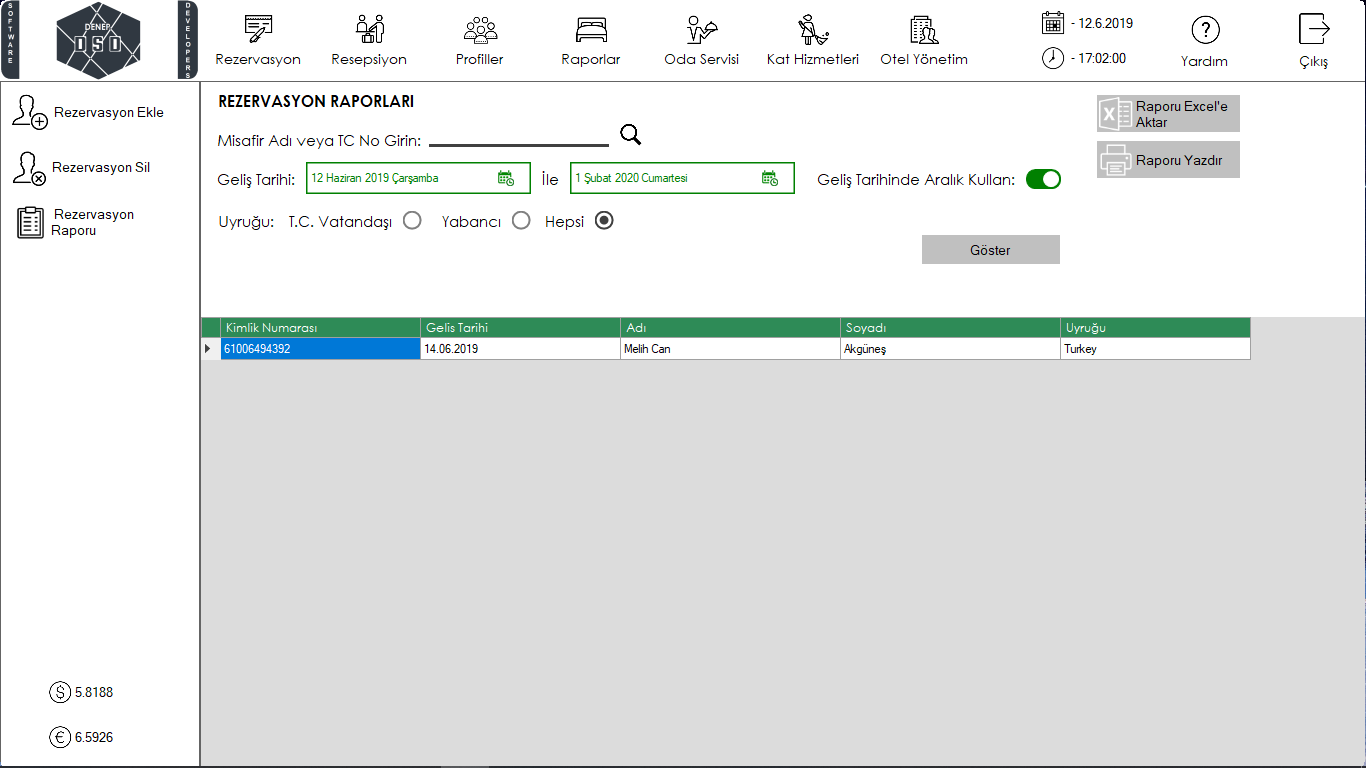 SOFTWARE
DENEP
DSD
DEVELOPERS
Rezervasyon
Resepsiyon
Profiller
Raporlar
Oda Servisi
Kat Hizmetleri
Otel Yönetim
- 12.6.2019
- 17:02:00
Yardım
Çıkış
Rezervasyon Ekle
Rezervasyon Sil
Rezervasyon
Raporu
REZERVASYON RAPORLARI
Misafir Adı veya TC No Girin:
Geliş Tarihi:
12 Haziran 2019 Çarşamba
İle
1 Şubat 2020 Cumartesi
Geliş Tarihinde Aralık Kullan:
Uyruğu:
T.C. Vatandaşı
Yabancı
Hepsi
Göster
Raporu Excel'e
Aktar
Raporu Yazdır
Kimlik Numarası
Gelis Tarihi
Adı
Soyadı
Uyruğu
61006494392
14.06.2019
Melih Can
Akgüneş
Turkey
$ 5.8188
€ 6.5926